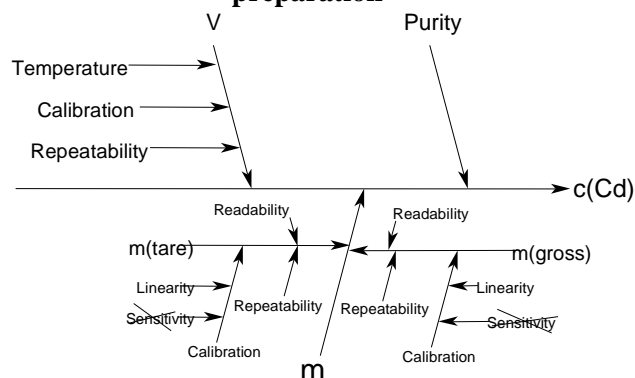 preparation
V
Purity
Temperature
Calibration
Repeatability
c(Cd)
Readability
Readability
m(tare)
m(gross)
Linearity
Linearity
Repeatability
Repeatability
Sensitivity
Sensitivity
Calibration
Calibration
m